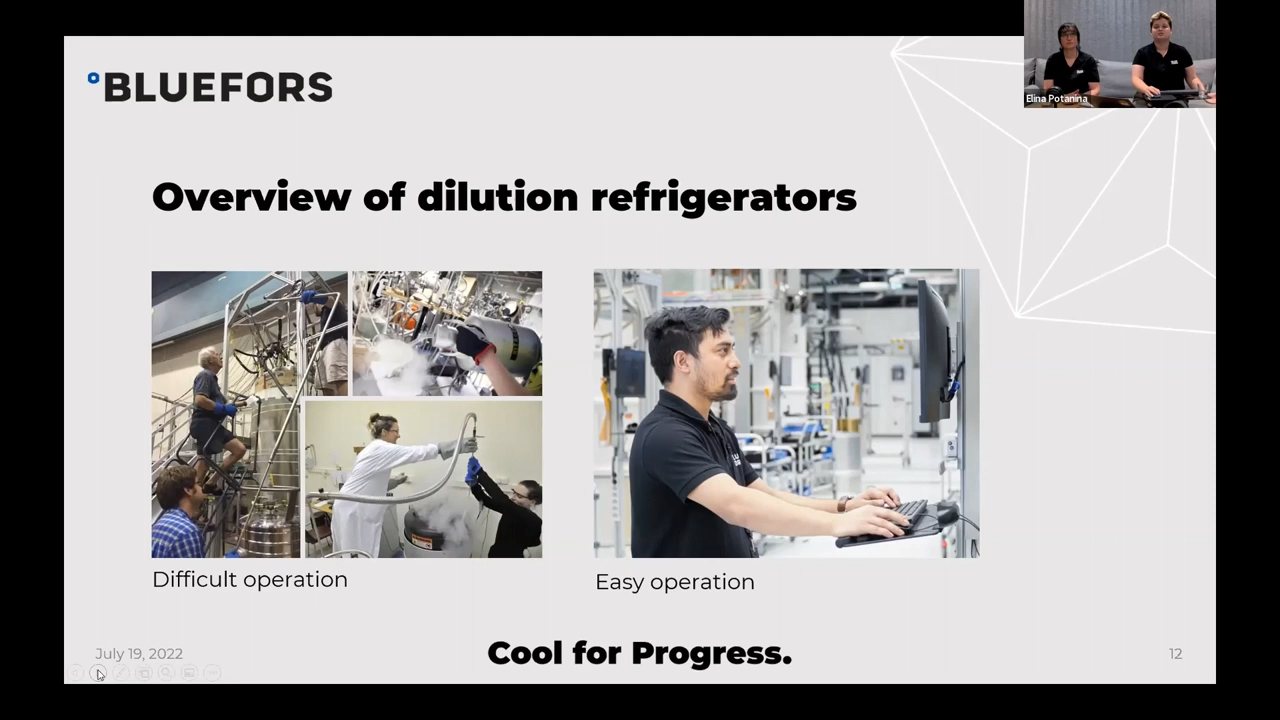 °BLUEFORS
Elina Potanina
Overview of dilution refrigerators
Difficult operation
Easy operation
July 19, 2022
Cool for Progress.
12